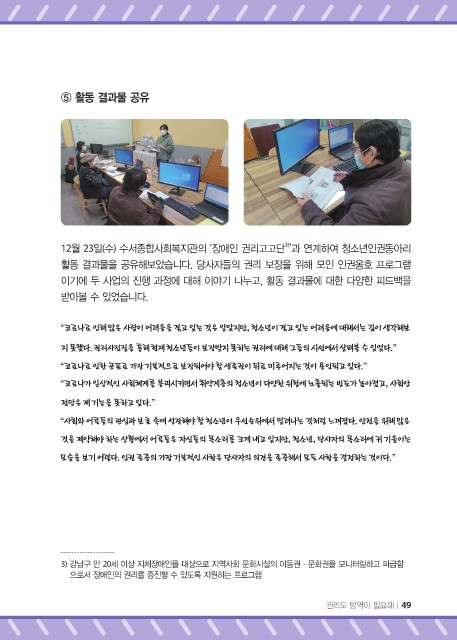 ⑤ 활동 결과물 공유
12월 23일(수) 수서종합사회복지관의 '장애인 권리고고단³⁾'과 연계하여 청소년인권동아리
활동 결과물을 공유해보았습니다. 당사자들의 권리 보장을 위해 모인 인권옹호 프로그램
이기에 두 사업의 진행 과정에 대해 이야기 나누고, 활동 결과물에 대한 다양한 피드백을
받아볼 수 있었습니다.
"코로나로 인해 많은 사람이 어려움을 겪고 있는 것은 알았지만, 청소년이 겪고 있는 어려움에 대해서는 깊이 생각해보
지 못했다. 권리사진집을 통해 현재 청소년들이 보장받지 못하는 권리에 대해 그들의 시선에서 살펴볼 수 있었다."
"코로나로 인한 공포로 가장 기본적으로 보장되어야 할 생존권이 뒤로 미루어지는 것이 용인되고 있다."
"코로나가 일상적인 사회체계를 붕괴시키면서 취약계층의 청소년이 다양한 위험에 노출되는 빈도가 높아졌고, 사회안
전망은 제 기능을 못하고 있다."
"사회와 어른들의 관심과 보호 속에 성장해야 할 청소년이 우선순위에서 밀려나는 것처럼 느껴졌다. 안전을 위해 많은
것을 제약해야 하는 상황에서 어른들은 자신들의 목소리를 크게 내고 있지만, 청소년, 당사자의 목소리에 귀 기울이는
모습을 보기 어렵다. 인권 존중의 가장 기본적인 사항은 당사자의 의견을 존중해서 모든 사항을 결정하는 것이다."
3) 강남구 만 20세 이상 지체장애인을 대상으로 지역사회 문화시설의 이동권·문화권을 모니터링하고 파급함
으로서 장애인의 권리를 증진할 수 있도록 지원하는 프로그램
권리도 방역이 필요해 | 49